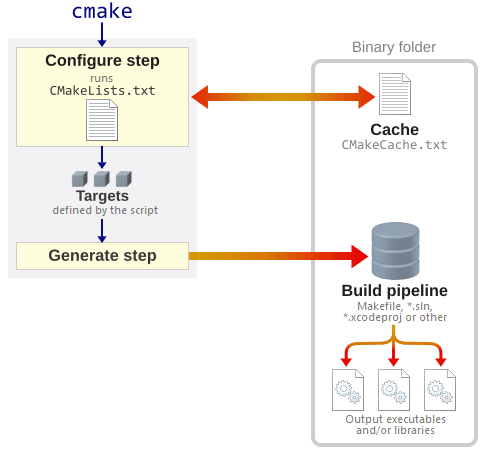 cmake
Configure step
runs
CMakeLists.txt
Targets
defined by the script
Generate step
Binary folder
Cache
CMakeCache.txt
Build pipeline
Makefile, *.sln,
*.xcodeproj or other
Output executables
and/or libraries